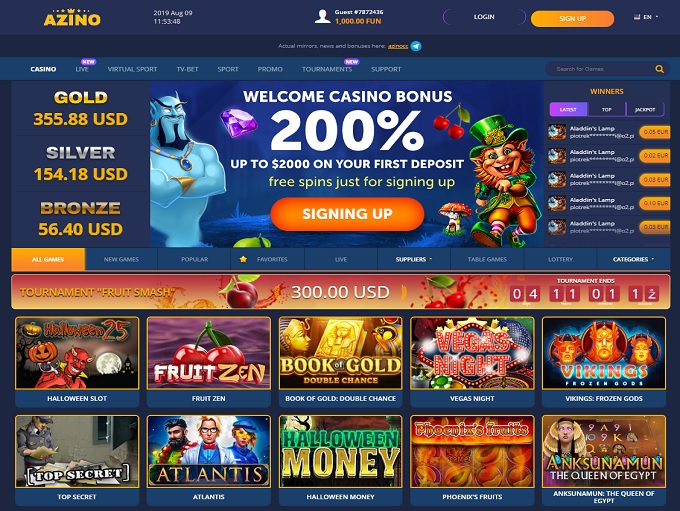 AZINO
2019 Aug 09
11:53:48
Guest #7872436
1,000.00 FUN
LOGIN
SIGN UP
EN
Actual mirrors, news and bonuses here: azinocc
CASINO
LIVE
NEW
VIRTUAL SPORT
TV-BET
SPORT
PROMO
TOURNAMENTS
NEW
SUPPORT
Search for Games
GOLD
355.88 USD
SILVER
154.18 USD
BRONZE
56.40 USD
WELCOME CASINO BONUS
200%
UP TO $2000 ON YOUR FIRST DEPOSIT
free spins just for signing up
SIGNING UP
WINNERS
LATEST
TOP
JACKPOT
Aladdin's Lamp
piotrek*********l@o2.pl
0.05 EUR
Aladdin's Lamp
piotrek*********l@o2.pl
0.02 EUR
Aladdin's Lamp
piotrek*********l@o2.pl
0.03 EUR
Aladdin's Lamp
piotrek*********l@o2.pl
0.10 EUR
Aladdin's Lamp
piotrek*********l@o2.pl
0.03 EUR
ALL GAMES
NEW GAMES
POPULAR
FAVORITES
LIVE
SUPPLIERS
TABLE GAMES
LOTTERY
CATEGORIES
TOURNAMENT "FRUIT SMASH"
300.00 USD
TOURNAMENT ENDS
04 11 01 12
Halloween 25
HALLOWEEN SLOT
FRUIT ZEN
FRUIT ZEN
BOOK OF GOLD
DOUBLE CHANCE
BOOK OF GOLD: DOUBLE CHANCE
VEGAS
NIGHT
VEGAS NIGHT
VIKINGS
FROZEN GODS
VIKINGS: FROZEN GODS
TOP SECRET
TOP SECRET
ATLANTIS
ATLANTIS
HALLOWEEN
MONEY
HALLOWEEN MONEY
Phoenix's Fruits
PHOENIX'S FRUITS
ANKSUNAMUN
THE QUEEN OF EGYPT
ANKSUNAMUN: THE QUEEN OF
EGYPT